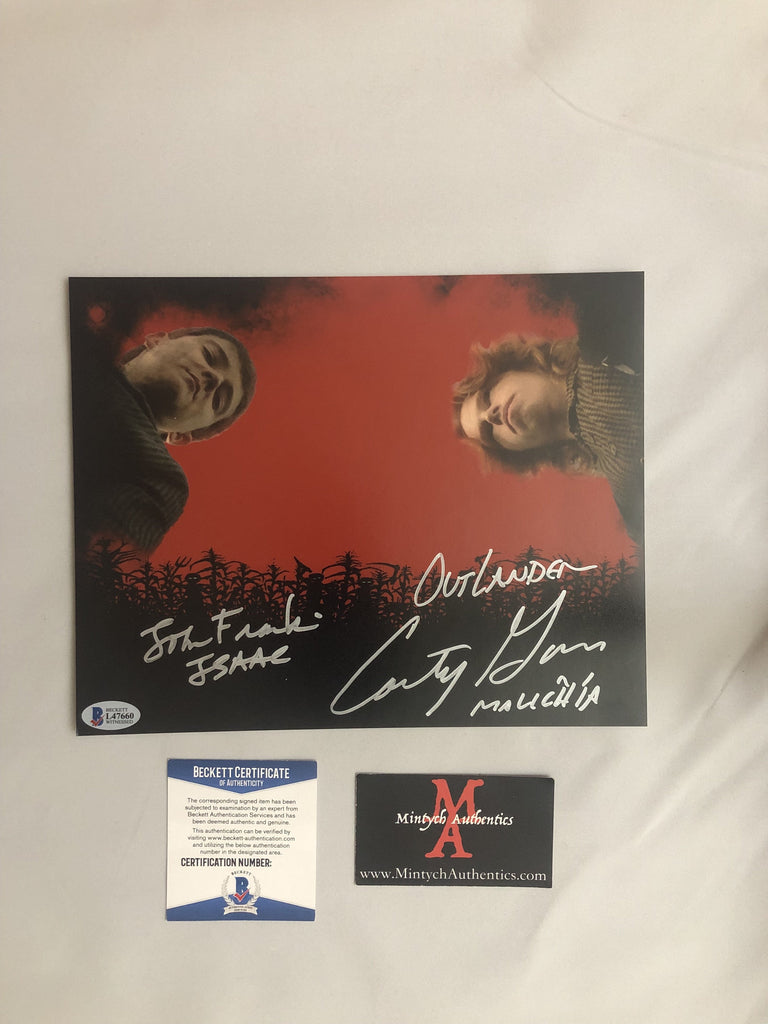 OUTLANDER
John Franklin
ISAAC
Courtney Gains
MALICHIA
BECKETT
L47660
WITNESSED
BECKETT CERTIFICATE
OF AUTHENTICITY
The corresponding signed item has been
subjected to examination by an expert from
Beckett Authentication Services and has
been deemed authentic and genuine.
This authentication can be verified by
visiting www.beckett-authentication.com
and utilizing the below authentication
number in the designated area.
CERTIFICATION NUMBER:
BECKETT
B
MA
Mintych Authentics
www.MintychAuthentics.com